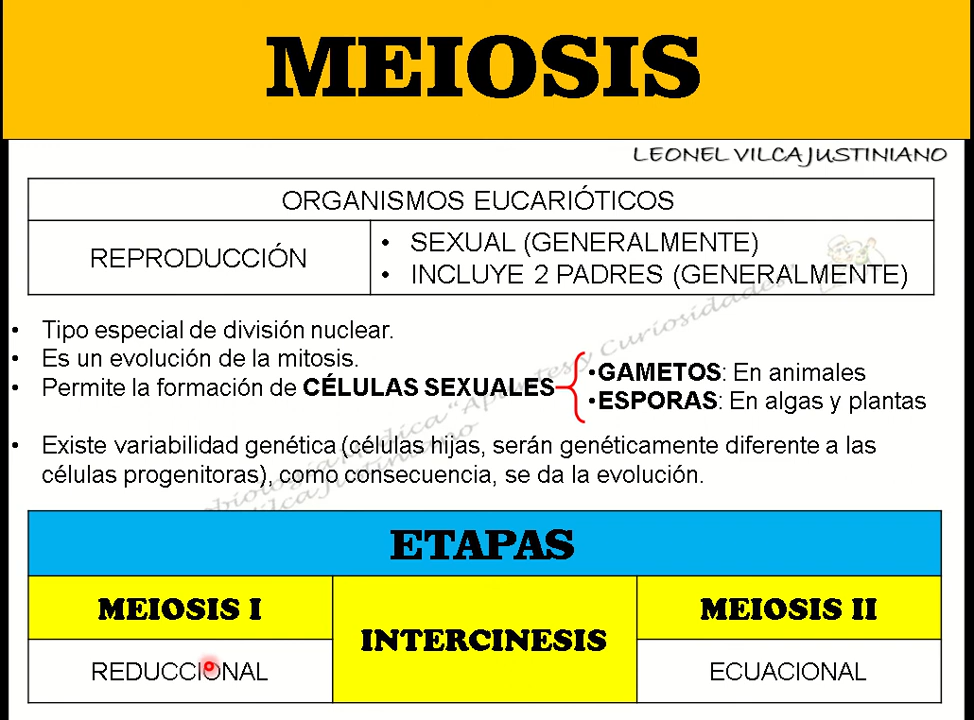 MEIOSIS
LEONEL VILCA JUSTINIANO
ORGANISMOS EUCARIÓTICOS
REPRODUCCIÓN
• SEXUAL (GENERALMENTE)
• INCLUYE 2 PADRES (GENERALMENTE)
• Tipo especial de división nuclear.
• Es un evolución de la mitosis.
• Permite la formación de CÉLULAS SEXUALES
•GAMETOS: En animales
•ESPORAS: En algas y plantas
• Existe variabilidad genética (células hijas, serán genéticamente diferente a las
células progenitoras), como consecuencia, se da la evolución.
ETAPAS
MEIOSIS I
INTERCINESIS
MEIOSIS II
REDUCCIONAL
ECUACIONAL